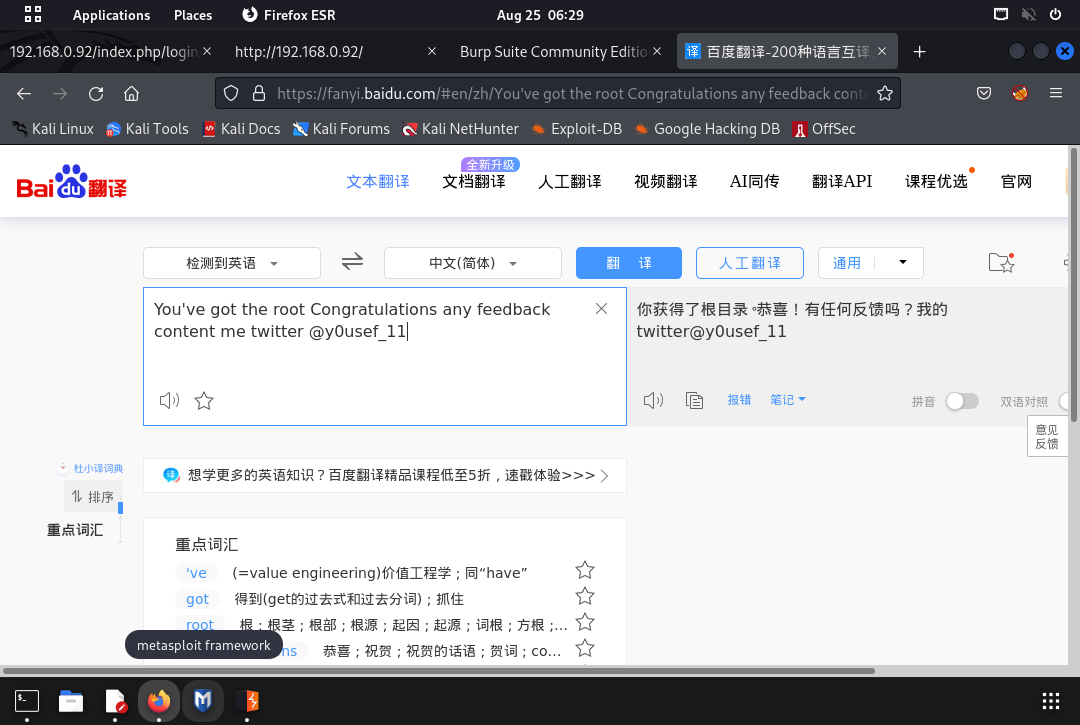 Applications Places Firefox ESR Aug 25 06:29
192.168.0.92/index.php/login http://192.168.0.92/ Burp Suite Community Editio 百度翻译-200种语言互译
https://fanyi.baidu.com/#en/zh/You've got the root Congratulations any feedback conte
Kali Linux Kali Tools Kali Docs Kali Forums Kali NetHunter Exploit-DB Google Hacking DB OffSec
全新升级
Bai du 翻译 文本翻译 文档翻译 人工翻译 视频翻译 AI同传 翻译API 课程优选 官网
检测到英语 中文(简体) 翻 译 人工翻译 通用
You've got the root Congratulations any feedback
content me twitter @y0usef_11
你获得了根目录。恭喜！有任何反馈吗？我的
twitter@y0usef_11
报错 笔记 拼音 双语对照
意见
反馈
杜小译词典
排序
重点词汇
想学更多的英语知识？百度翻译精品课程低至5折，速戳体验>>>
重点词汇
've (=value engineering)价值工程学；同“have”
got 得到(get的过去式和过去分词)；抓住
root 根；根茎；根部；根源；起因；起源；词根；方根；...
ns 恭喜；祝贺；祝贺的话语；贺词；co...
metasploit framework